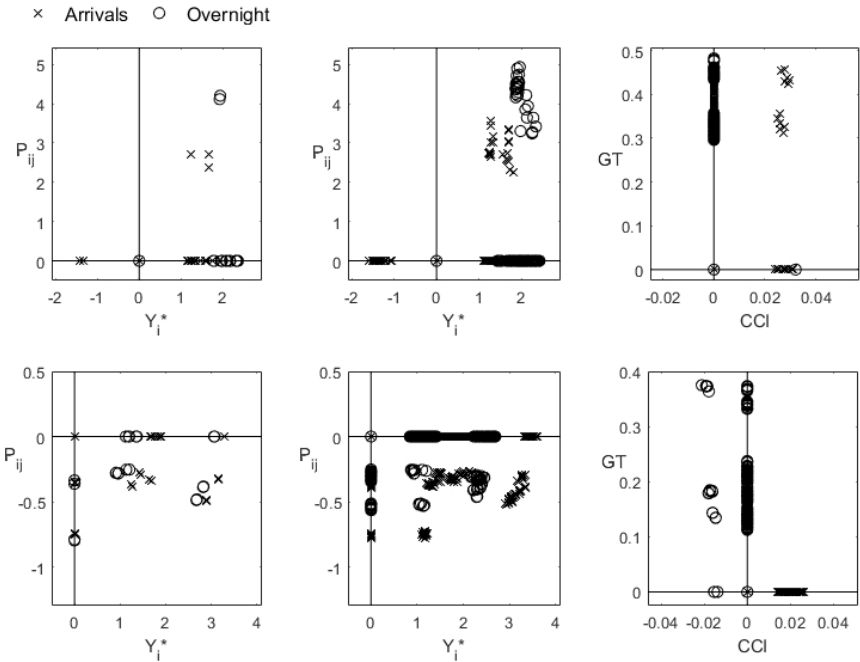 × Arrivals ○ Overnight
5
4
3
2
1
0
P_ij
-2 -1 0 1 2
Y_i*
5
4
3
2
1
0
P_ij
-2 -1 0 1 2
Y_i*
0.5
0.4
0.3
0.2
0.1
0
GT
-0.02 0 0.02 0.04
CCI
0.5
0
-0.5
-1
P_ij
0 1 2 3 4
Y_i*
0.5
0
-0.5
-1
P_ij
0 1 2 3 4
Y_i*
0.4
0.3
0.2
0.1
0
GT
-0.04 -0.02 0 0.02 0.04
CCI